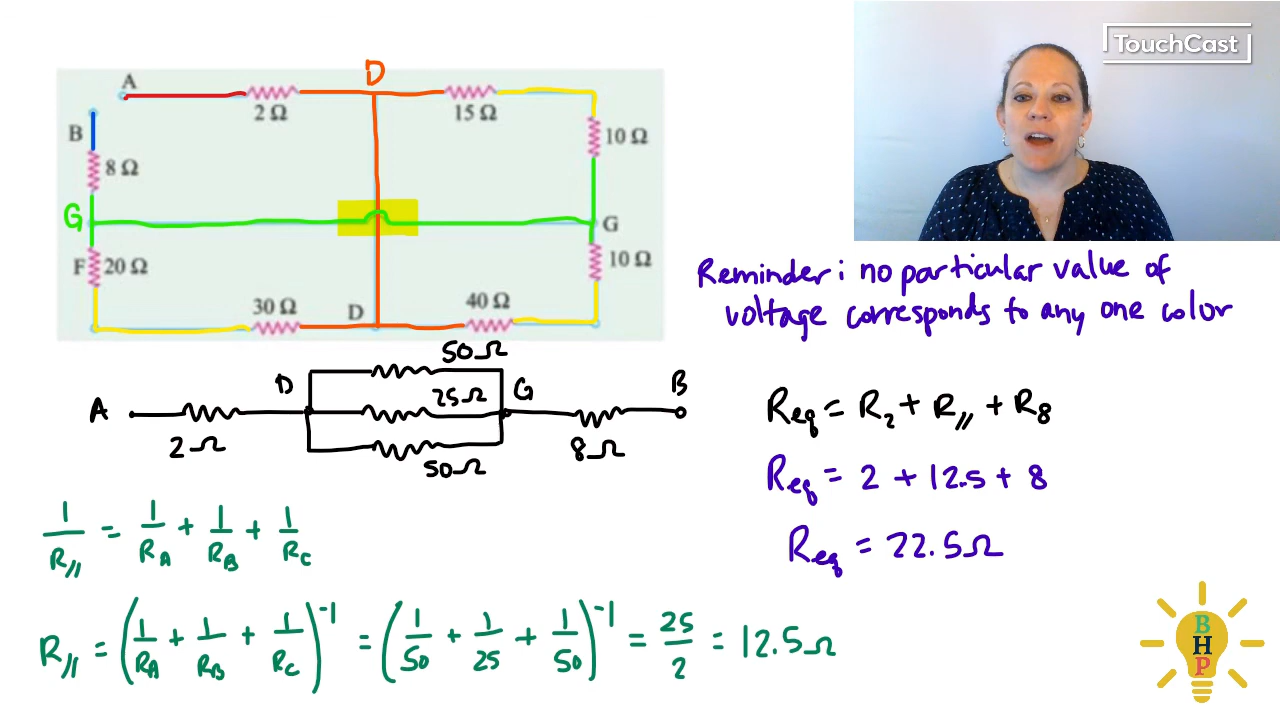 TouchCast
D
A
2 Ω
15 Ω
B
10 Ω
8 Ω
G
G
F
20 Ω
10 Ω
30 Ω
D
40 Ω
Reminder: no particular value of
voltage corresponds to any one color
50Ω
D
25Ω
G
B
A
2Ω
50Ω
8Ω
Req = R2 + R// + R8
Req = 2 + 12.5 + 8
Req = 22.5Ω
1/R// = 1/RA + 1/RB + 1/RC
R// = (1/RA + 1/RB + 1/RC)^-1 = (1/50 + 1/25 + 1/50)^-1 = 25/2 = 12.5Ω
B
H
P